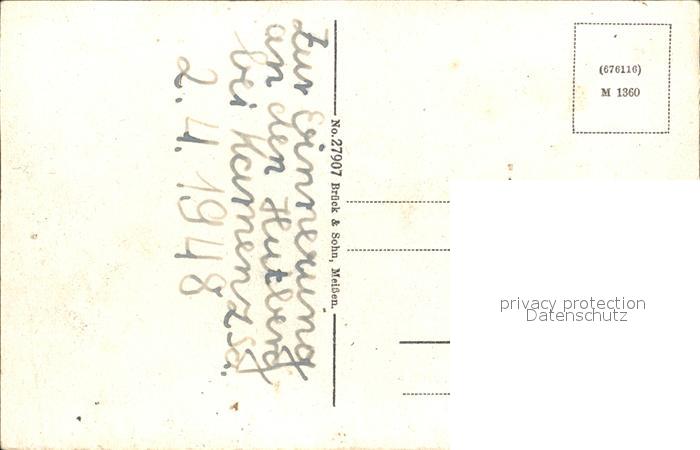 Zur Erinnerung
an den Hutberg
bei Kamenz Sa.
2. 4. 1948
No. 27907 Brück & Sohn, Meißen.
(676116)
M 1360
privacy protection
Datenschutz